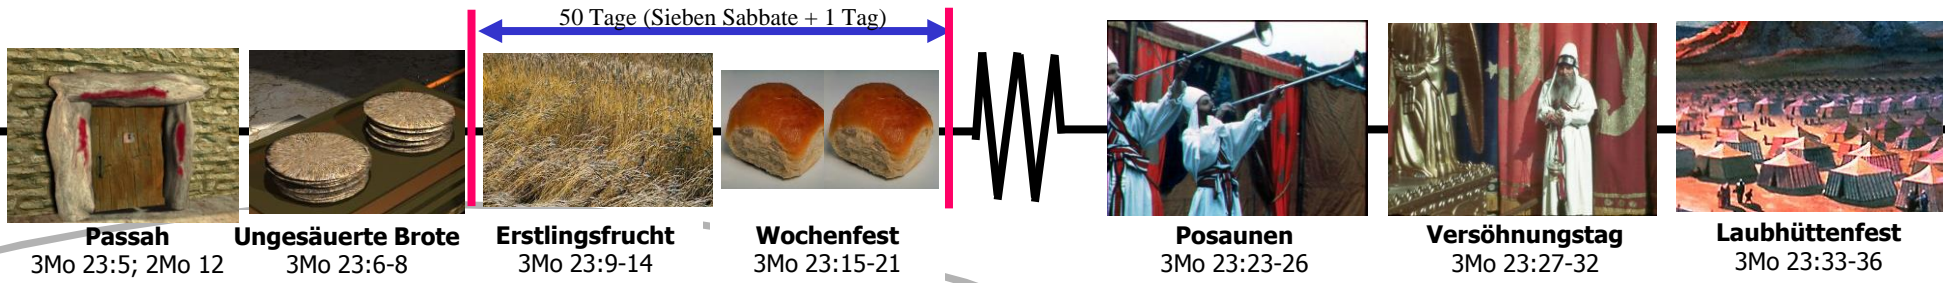 50 Tage (Sieben Sabbate + 1 Tag)
Passah
3Mo 23:5; 2Mo 12
Ungesäuerte Brote
3Mo 23:6-8
Erstlingsfrucht
3Mo 23:9-14
Wochenfest
3Mo 23:15-21
Posaunen
3Mo 23:23-26
Versöhnungstag
3Mo 23:27-32
Laubhüttenfest
3Mo 23:33-36